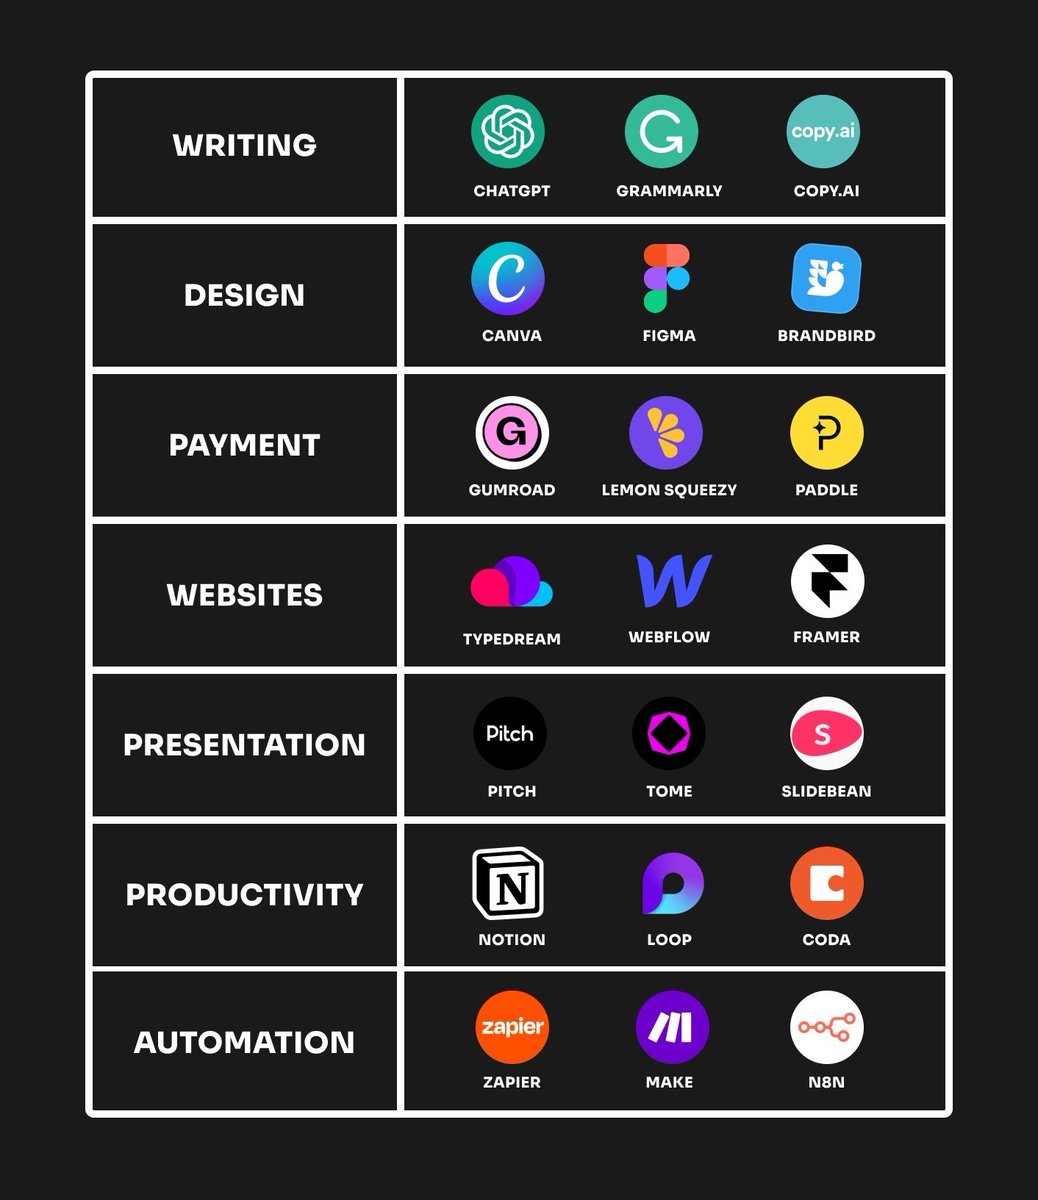 WRITING
copy.ai
CHATGPT GRAMMARLY COPY.AI
DESIGN
C
CANVA FIGMA BRANDBIRD
PAYMENT
G P
GUMROAD LEMON SQUEEZY PADDLE
WEBSITES
W
TYPEDREAM WEBFLOW FRAMER
PRESENTATION
Pitch S
PITCH TOME SLIDEBEAN
PRODUCTIVITY
N
NOTION LOOP CODA
AUTOMATION
zapier
ZAPIER MAKE N8N